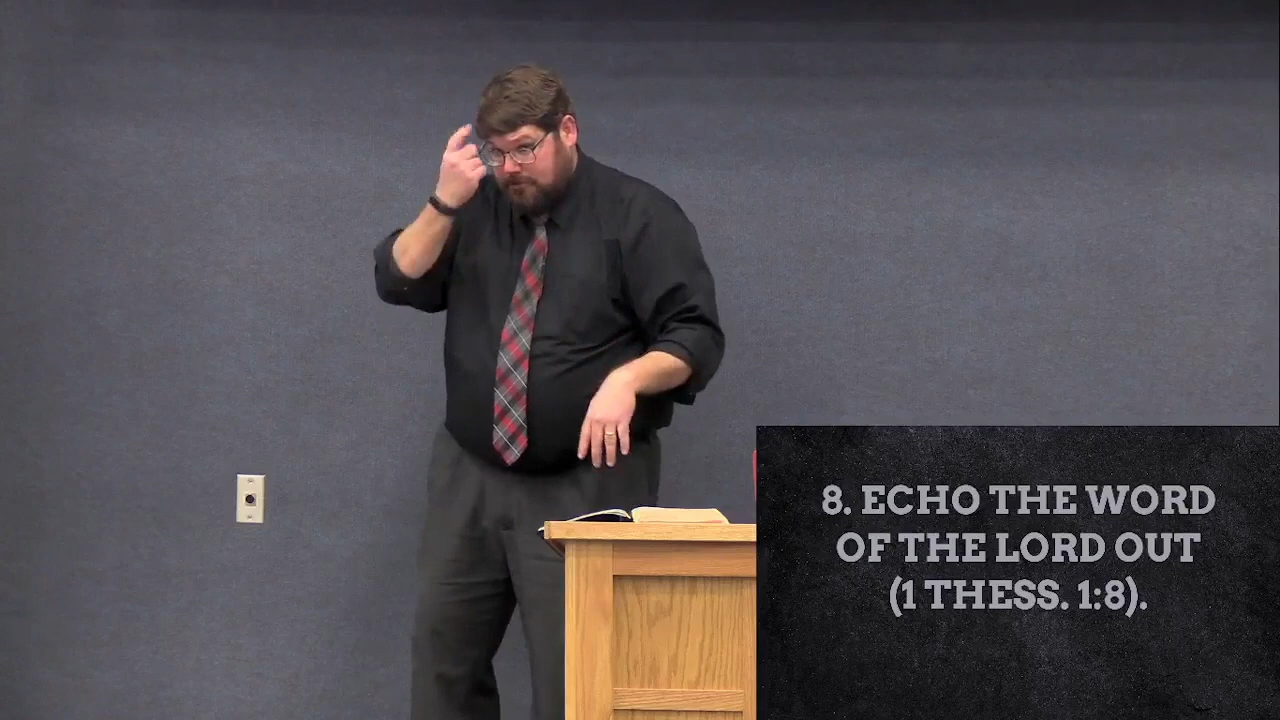 8. ECHO THE WORD
OF THE LORD OUT
(1 THESS. 1:8).